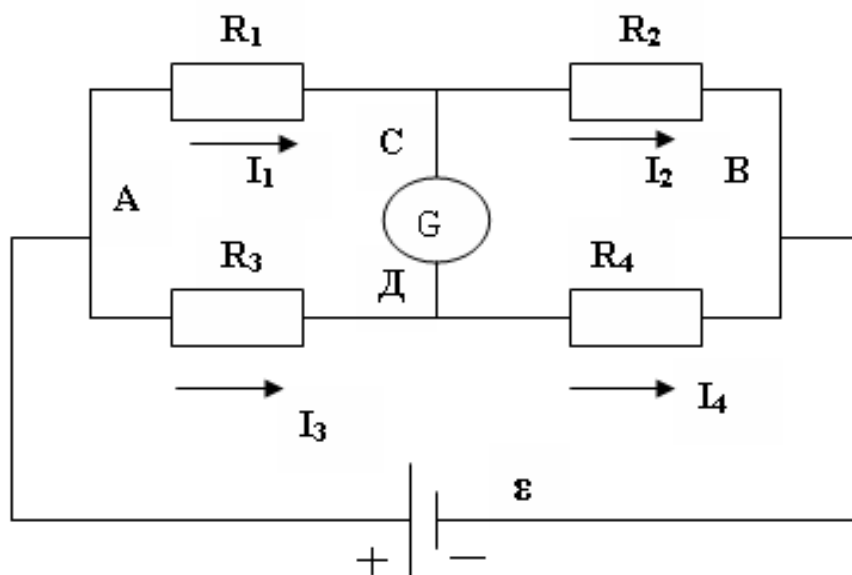 R₁ R₂
С
I₁ I₂ В
А
G
R₃ R₄
Д
I₃ I₄
ε
+ −